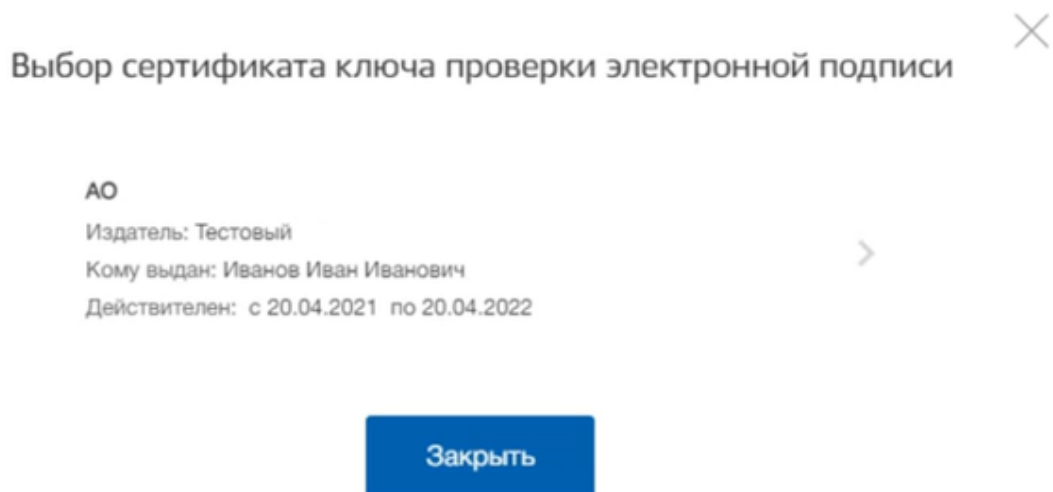 Выбор сертификата ключа проверки электронной подписи
АО
Издатель: Тестовый
Кому выдан: Иванов Иван Иванович
Действителен: с 20.04.2021 по 20.04.2022
Закрыть